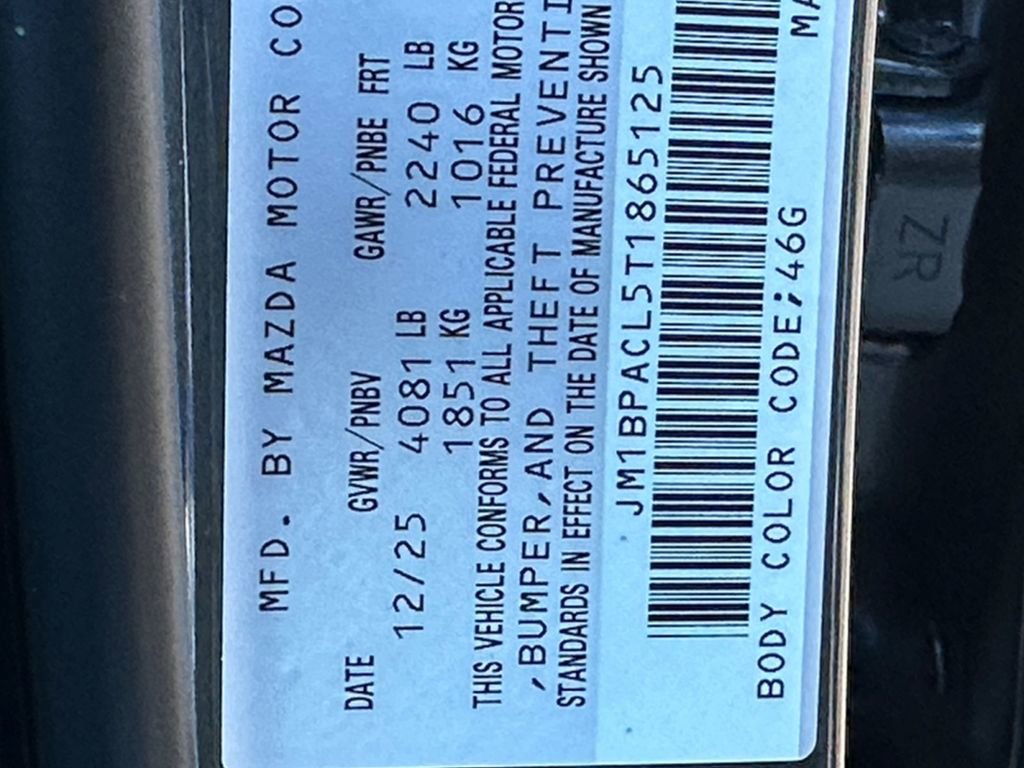 MFD. BY MAZDA MOTOR CO
DATE GVWR/PNBV GAWR/PNBE FRT
12/25 4081 LB 2240 LB
1851 KG 1016 KG
THIS VEHICLE CONFORMS TO ALL APPLICABLE FEDERAL MOTOR
,BUMPER,AND THEFT PREVENTI
STANDARDS IN EFFECT ON THE DATE OF MANUFACTURE SHOWN
JM1BPACL5T1865125
BODY COLOR CODE;46G MA
ZR